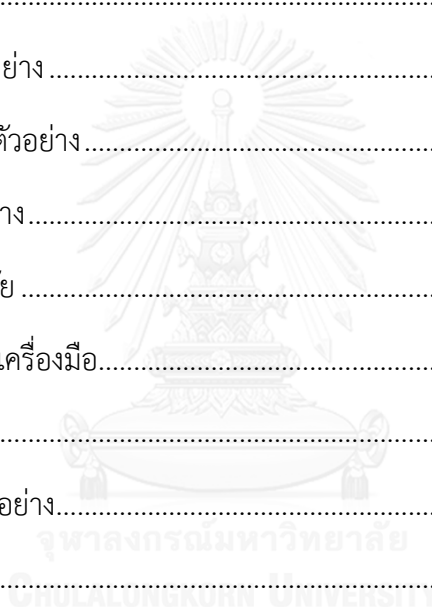 ..........................................................
ย่าง..........................................................
ตัวอย่าง..........................................................
าง..........................................................
ัย..........................................................
เครื่องมือ..........................................................
..........................................................
อย่าง..........................................................
จุฬาลงกรณ์มหาวิทยาลัย
..........................................................
CHULALONGKORN UNIVERSITY